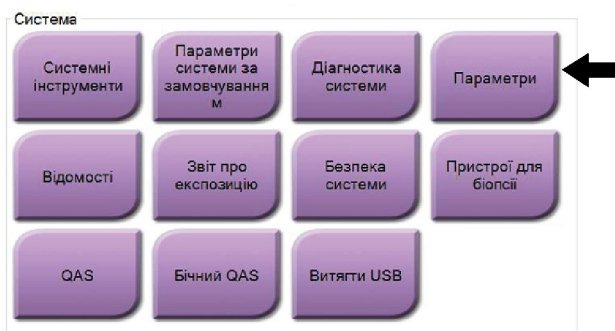 Система
Системні
інструменти
Параметри
системи за
замовчування
м
Діагностика
системи
Параметри
Відомості
Звіт про
експозицію
Безпека
системи
Пристрої для
біопсії
QAS
Бічний QAS
Витягти USB